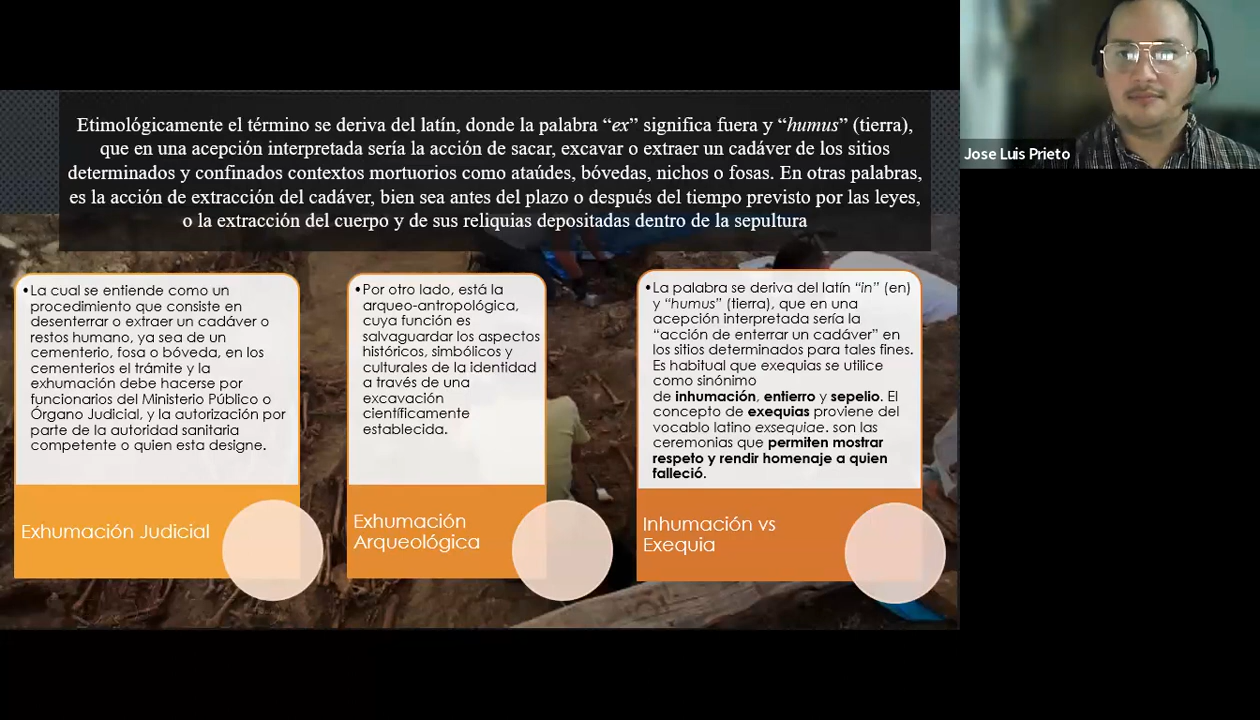 Etimológicamente el término se deriva del latín, donde la palabra “ex” significa fuera y “humus” (tierra),
que en una acepción interpretada sería la acción de sacar, excavar o extraer un cadáver de los sitios
determinados y confinados contextos mortuorios como ataúdes, bóvedas, nichos o fosas. En otras palabras,
es la acción de extracción del cadáver, bien sea antes del plazo o después del tiempo previsto por las leyes,
o la extracción del cuerpo y de sus reliquias depositadas dentro de la sepultura
Jose Luis Prieto
•La cual se entiende como un
procedimiento que consiste en
desenterrar o extraer un cadáver o
restos humano, ya sea de un
cementerio, fosa o bóveda, en los
cementerios el trámite y la
exhumación debe hacerse por
funcionarios del Ministerio Público o
Órgano Judicial, y la autorización por
parte de la autoridad sanitaria
competente o quien esta designe.
Exhumación Judicial
•Por otro lado, está la
arqueo-antropológica,
cuya función es
salvaguardar los aspectos
históricos, simbólicos y
culturales de la identidad
a través de una
excavación
científicamente
establecida.
Exhumación
Arqueológica
•La palabra se deriva del latín “in” (en)
y “humus” (tierra), que en una
acepción interpretada sería la
“acción de enterrar un cadáver” en
los sitios determinados para tales fines.
Es habitual que exequias se utilice
como sinónimo
de inhumación, entierro y sepelio. El
concepto de exequias proviene del
vocablo latino exsequiae. son las
ceremonias que permiten mostrar
respeto y rendir homenaje a quien
falleció.
Inhumación vs
Exequia